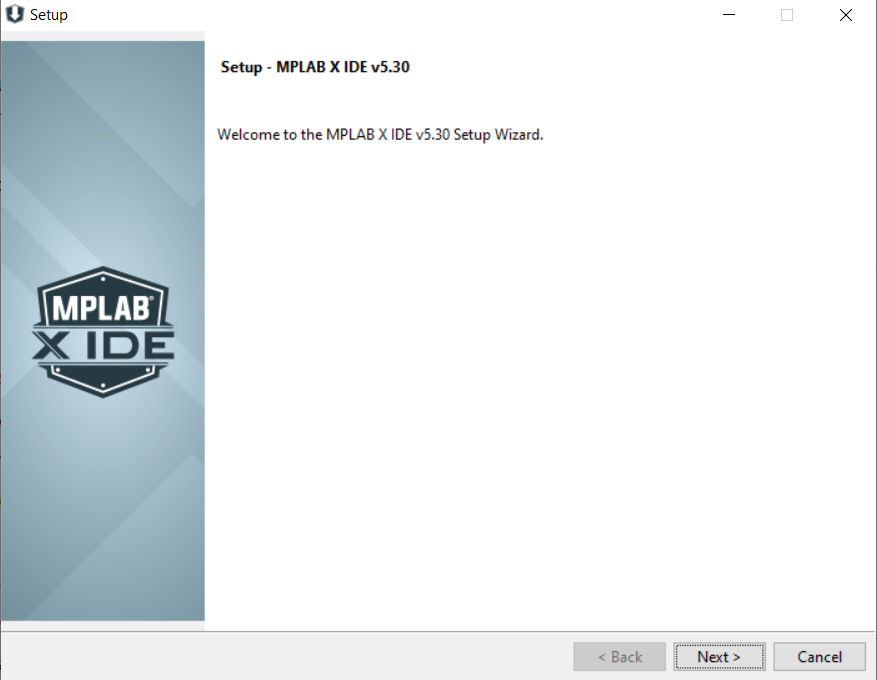 Setup
Setup - MPLAB X IDE v5.30
Welcome to the MPLAB X IDE v5.30 Setup Wizard.
MPLAB®
X IDE
< Back
Next >
Cancel